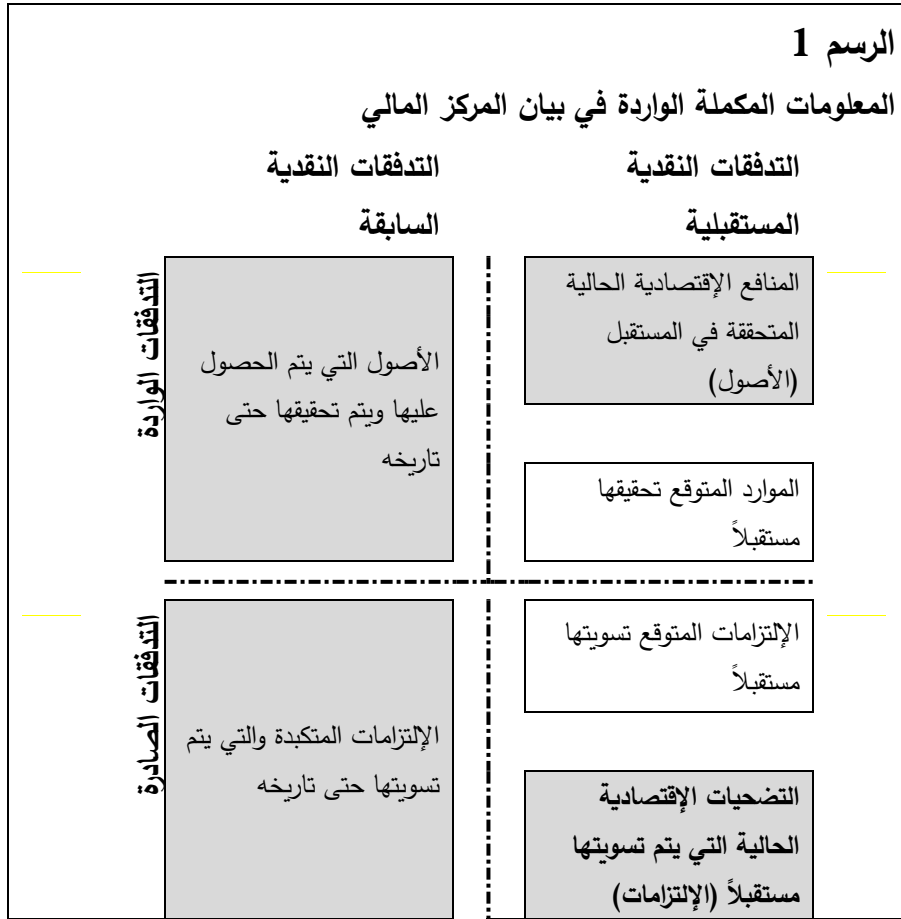 الرسم 1
المعلومات المكملة الواردة في بيان المركز المالي
التدفقات النقدية
المستقبلية
التدفقات النقدية
السابقة
المنافع الإقتصادية الحالية
المتحققة في المستقبل
(الأصول)
الموارد المتوقع تحقيقها
مستقبلاً
الأصول التي يتم الحصول
عليها ويتم تحقيقها حتى
تاريخه
التدفقات الواردة
الإلتزامات المتوقع تسويتها
مستقبلاً
التضحيات الإقتصادية
الحالية التي يتم تسويتها
مستقبلاً (الإلتزامات)
الإلتزامات المتكبدة والتي يتم
تسويتها حتى تاريخه
التدفقات الصادرة